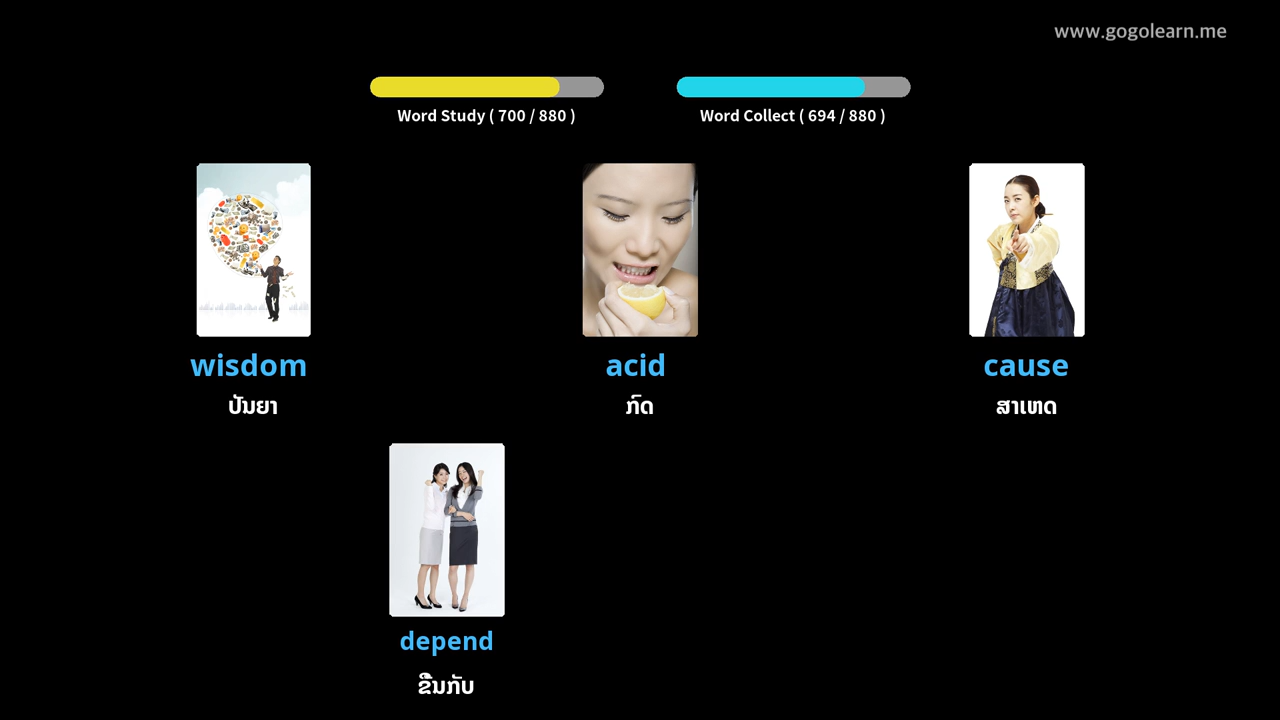 www.gogolearn.me
Word Study ( 700 / 880 )
Word Collect ( 694 / 880 )
wisdom
ປັນຍາ
acid
ກົດ
cause
ສາເຫດ
depend
ຂຶ້ນກັບ